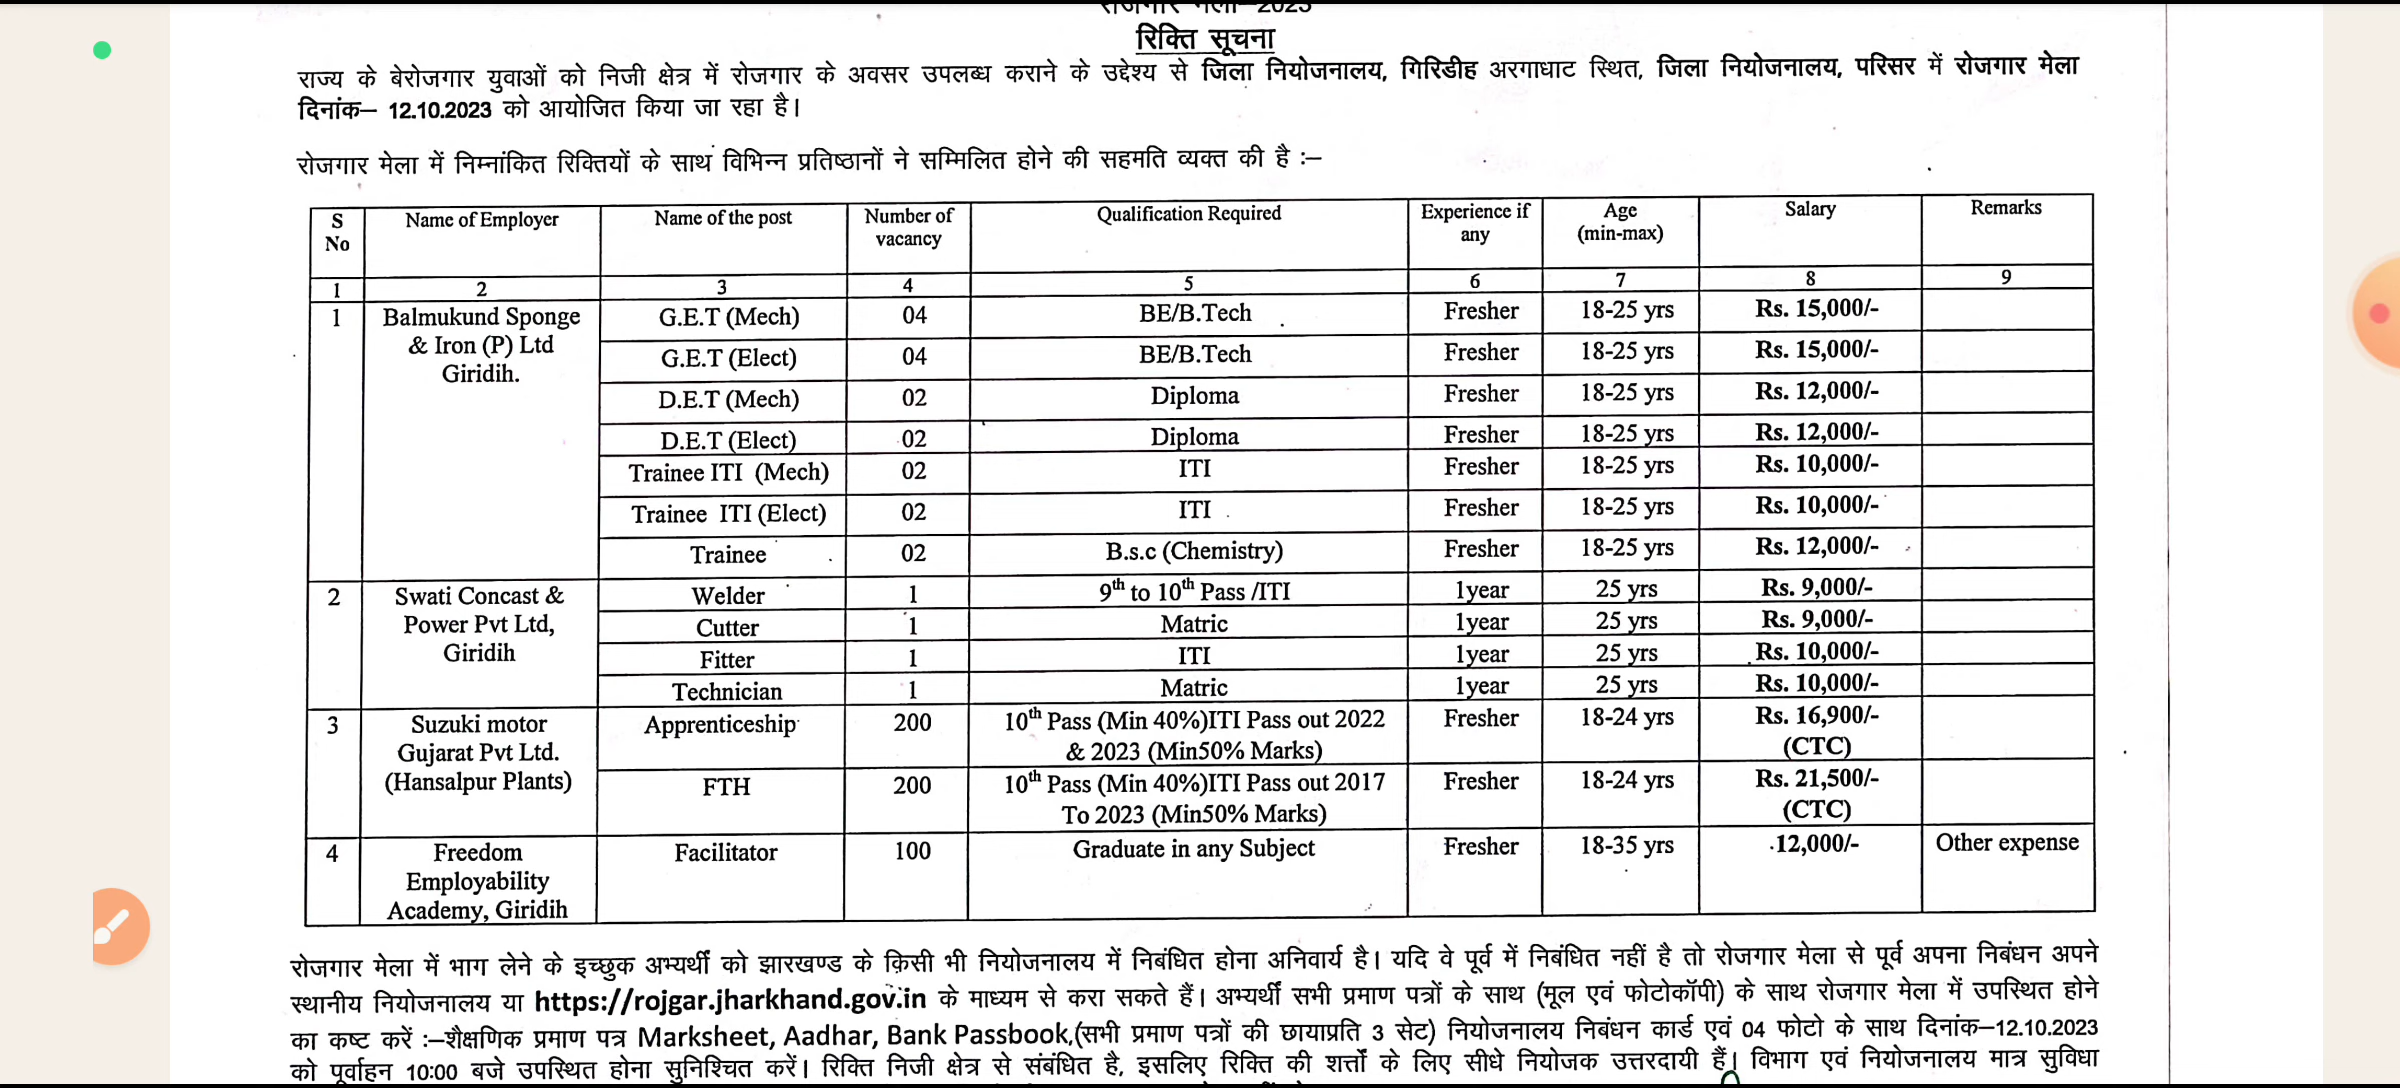 रोजगार मेला–2023
रिक्ति सूचना
राज्य के बेरोजगार युवाओं को निजी क्षेत्र में रोजगार के अवसर उपलब्ध कराने के उद्देश्य से जिला नियोजनालय, गिरिडीह अरगाघाट स्थित, जिला नियोजनालय, परिसर में रोजगार मेला
दिनांक– 12.10.2023 को आयोजित किया जा रहा है।
रोजगार मेला में निम्नांकित रिक्तियों के साथ विभिन्न प्रतिष्ठानों ने सम्मिलित होने की सहमति व्यक्त की है :–
S No Name of Employer Name of the post Number of vacancy Qualification Required Experience if any Age (min-max) Salary Remarks
1 2 3 4 5 6 7 8 9
1 Balmukund Sponge & Iron (P) Ltd Giridih. G.E.T (Mech) 04 BE/B.Tech Fresher 18-25 yrs Rs. 15,000/-
G.E.T (Elect) 04 BE/B.Tech Fresher 18-25 yrs Rs. 15,000/-
D.E.T (Mech) 02 Diploma Fresher 18-25 yrs Rs. 12,000/-
D.E.T (Elect) 02 Diploma Fresher 18-25 yrs Rs. 12,000/-
Trainee ITI (Mech) 02 ITI Fresher 18-25 yrs Rs. 10,000/-
Trainee ITI (Elect) 02 ITI Fresher 18-25 yrs Rs. 10,000/-
Trainee 02 B.s.c (Chemistry) Fresher 18-25 yrs Rs. 12,000/-
2 Swati Concast & Power Pvt Ltd, Giridih Welder 1 9th to 10th Pass /ITI 1year 25 yrs Rs. 9,000/-
Cutter 1 Matric 1year 25 yrs Rs. 9,000/-
Fitter 1 ITI 1year 25 yrs Rs. 10,000/-
Technician 1 Matric 1year 25 yrs Rs. 10,000/-
3 Suzuki motor Gujarat Pvt Ltd. (Hansalpur Plants) Apprenticeship 200 10th Pass (Min 40%)ITI Pass out 2022 & 2023 (Min50% Marks) Fresher 18-24 yrs Rs. 16,900/- (CTC)
FTH 200 10th Pass (Min 40%)ITI Pass out 2017 To 2023 (Min50% Marks) Fresher 18-24 yrs Rs. 21,500/- (CTC)
4 Freedom Employability Academy, Giridih Facilitator 100 Graduate in any Subject Fresher 18-35 yrs 12,000/- Other expense
रोजगार मेला में भाग लेने के इच्छुक अभ्यर्थी को झारखण्ड के किसी भी नियोजनालय में निबंधित होना अनिवार्य है। यदि वे पूर्व में निबंधित नहीं है तो रोजगार मेला से पूर्व अपना निबंधन अपने
स्थानीय नियोजनालय या https://rojgar.jharkhand.gov.in के माध्यम से करा सकते हैं। अभ्यर्थी सभी प्रमाण पत्रों के साथ (मूल एवं फोटोकॉपी) के साथ रोजगार मेला में उपस्थित होने
का कष्ट करें :–शैक्षणिक प्रमाण पत्र Marksheet, Aadhar, Bank Passbook,(सभी प्रमाण पत्रों की छायाप्रति 3 सेट) नियोजनालय निबंधन कार्ड एवं 04 फोटो के साथ दिनांक–12.10.2023
को पूर्वाहन 10:00 बजे उपस्थित होना सुनिश्चित करें। रिक्ति निजी क्षेत्र से संबंधित है, इसलिए रिक्ति की शर्त्तों के लिए सीधे नियोजक उत्तरदायी हैं। विभाग एवं नियोजनालय मात्र सुविधा